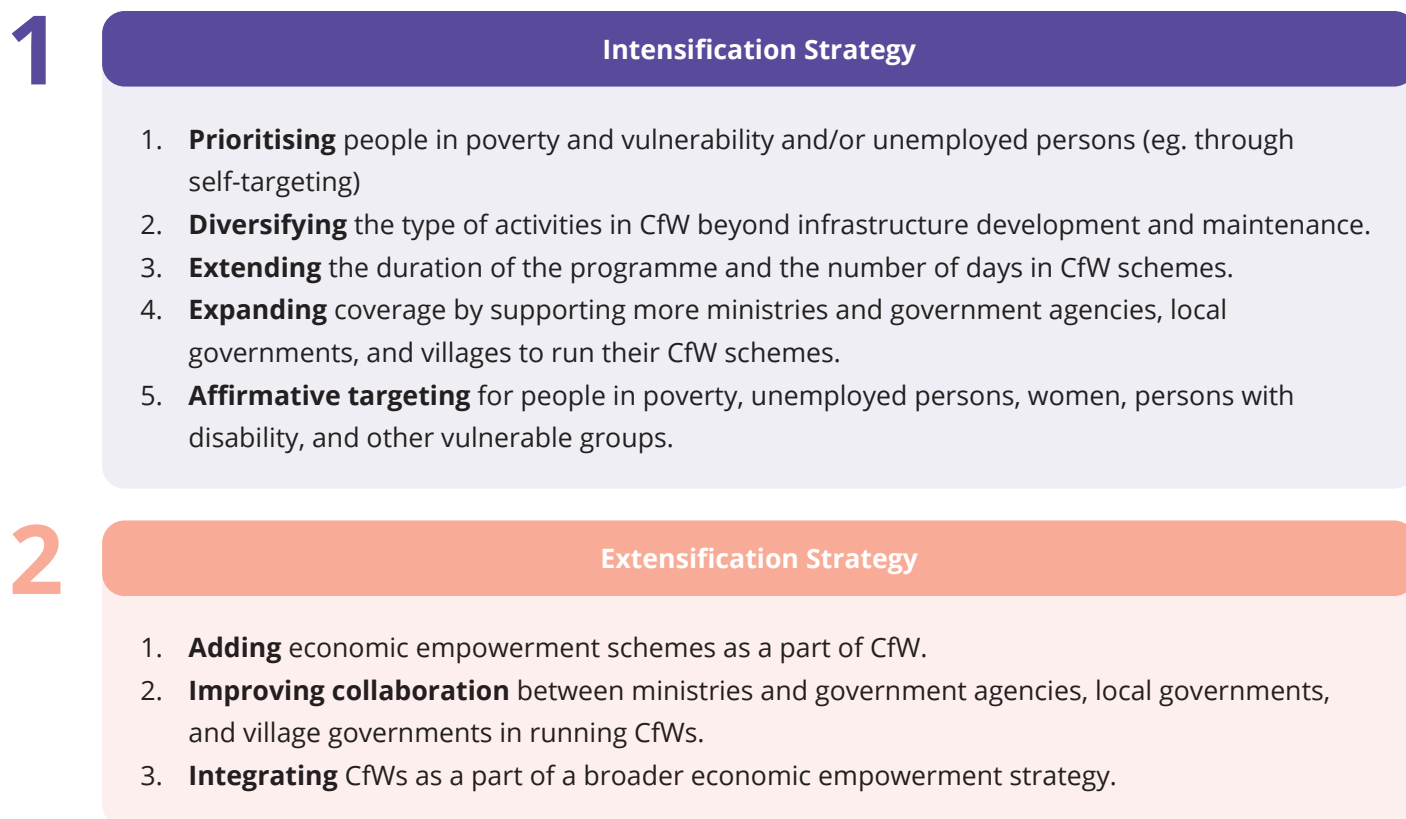 1
Intensification Strategy
1. Prioritising people in poverty and vulnerability and/or unemployed persons (eg. through
self-targeting)
2. Diversifying the type of activities in CfW beyond infrastructure development and maintenance.
3. Extending the duration of the programme and the number of days in CfW schemes.
4. Expanding coverage by supporting more ministries and government agencies, local
governments, and villages to run their CfW schemes.
5. Affirmative targeting for people in poverty, unemployed persons, women, persons with
disability, and other vulnerable groups.
2
Extensification Strategy
1. Adding economic empowerment schemes as a part of CfW.
2. Improving collaboration between ministries and government agencies, local governments,
and village governments in running CfWs.
3. Integrating CfWs as a part of a broader economic empowerment strategy.